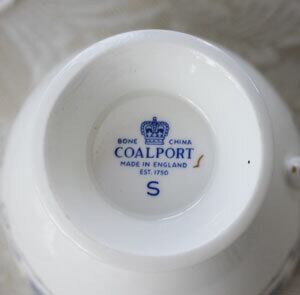 BONE CHINA
COALPORT
MADE IN ENGLAND
EST. 1750
S